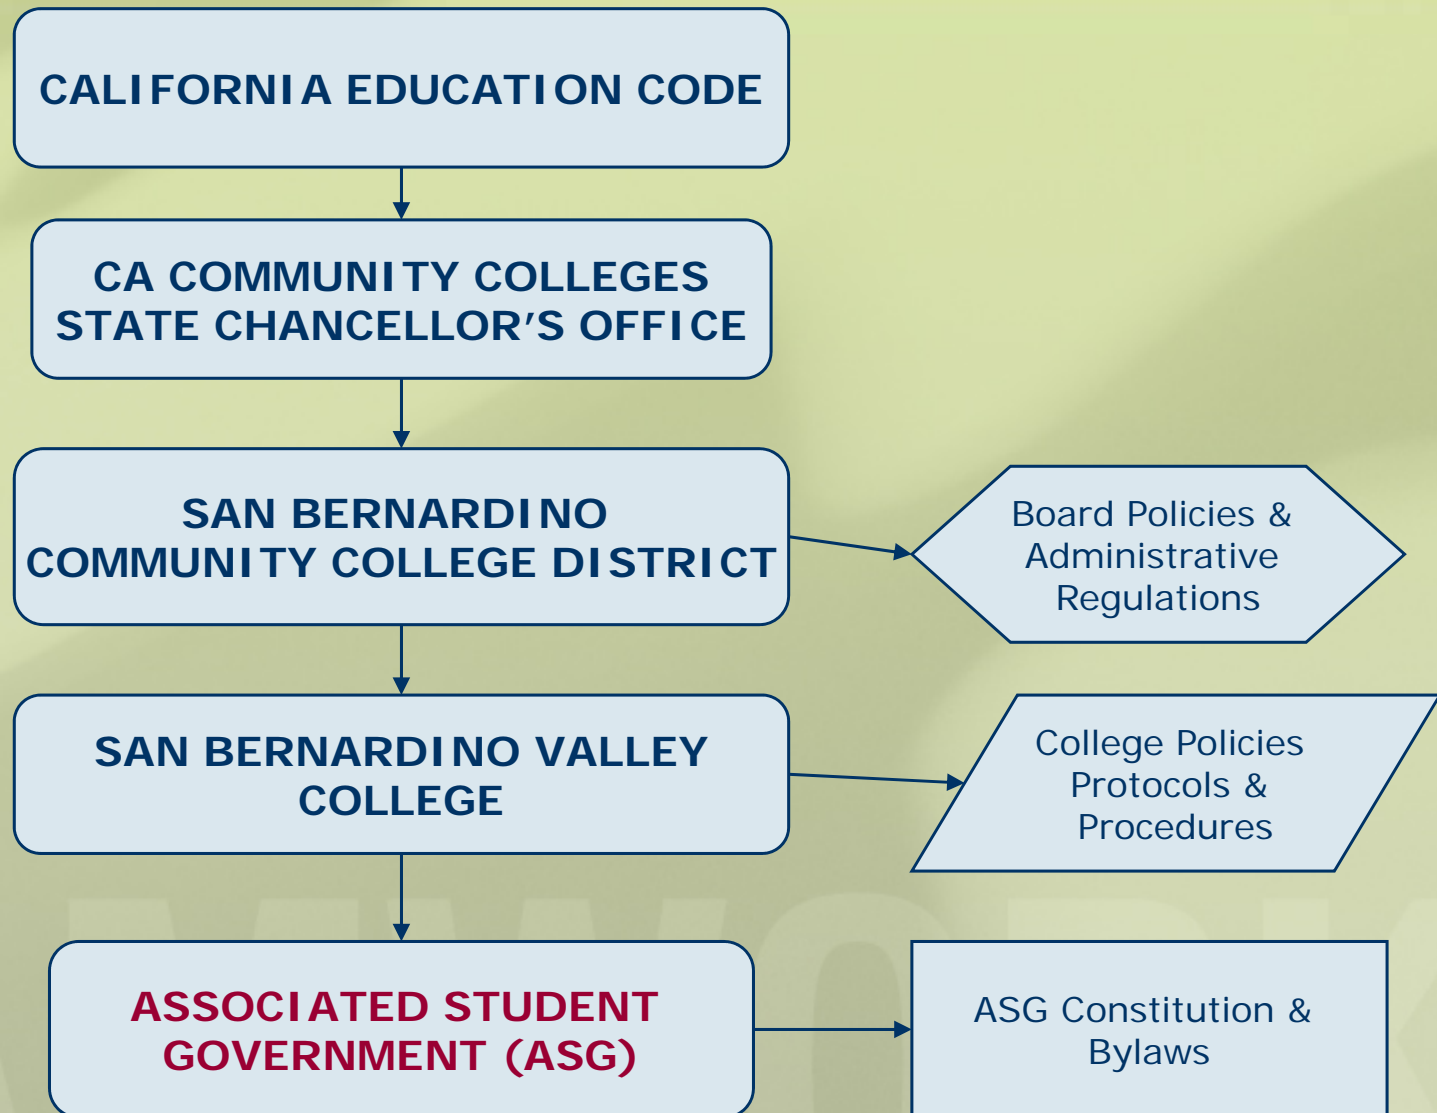 CALIFORNIA EDUCATION CODE
CA COMMUNITY COLLEGES
STATE CHANCELLOR'S OFFICE
SAN BERNARDINO
COMMUNITY COLLEGE DISTRICT
Board Policies &
Administrative
Regulations
SAN BERNARDINO VALLEY
COLLEGE
College Policies
Protocols &
Procedures
ASSOCIATED STUDENT
GOVERNMENT (ASG)
ASG Constitution &
Bylaws